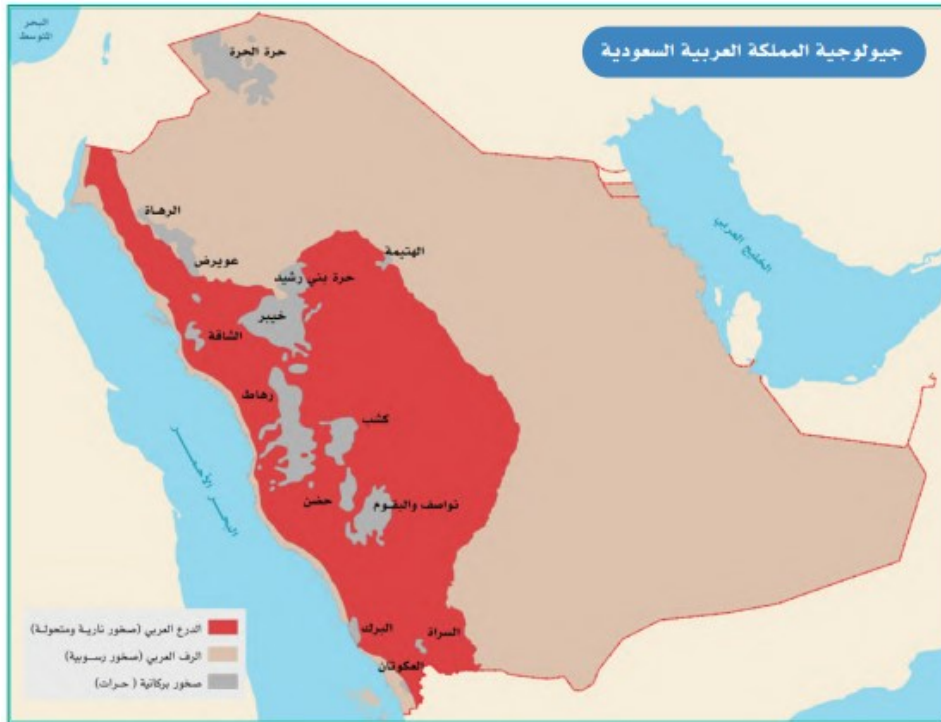 البحر
المتوسط
جيولوجية المملكة العربية السعودية
حرة الحرة
الرهاة
عويرض
الهتيمة
حرة بني رشيد
خيبر
الشاقة
رهاط
كشب
الخليج العربي
البحر الأحمر
حضن
نواصف والبقوم
البرك
السراة
العكوتان
الدرع العربي (صخور نارية ومتحولة)
الرف العربي (صخور رسوبية)
صخور بركانية (حرات)